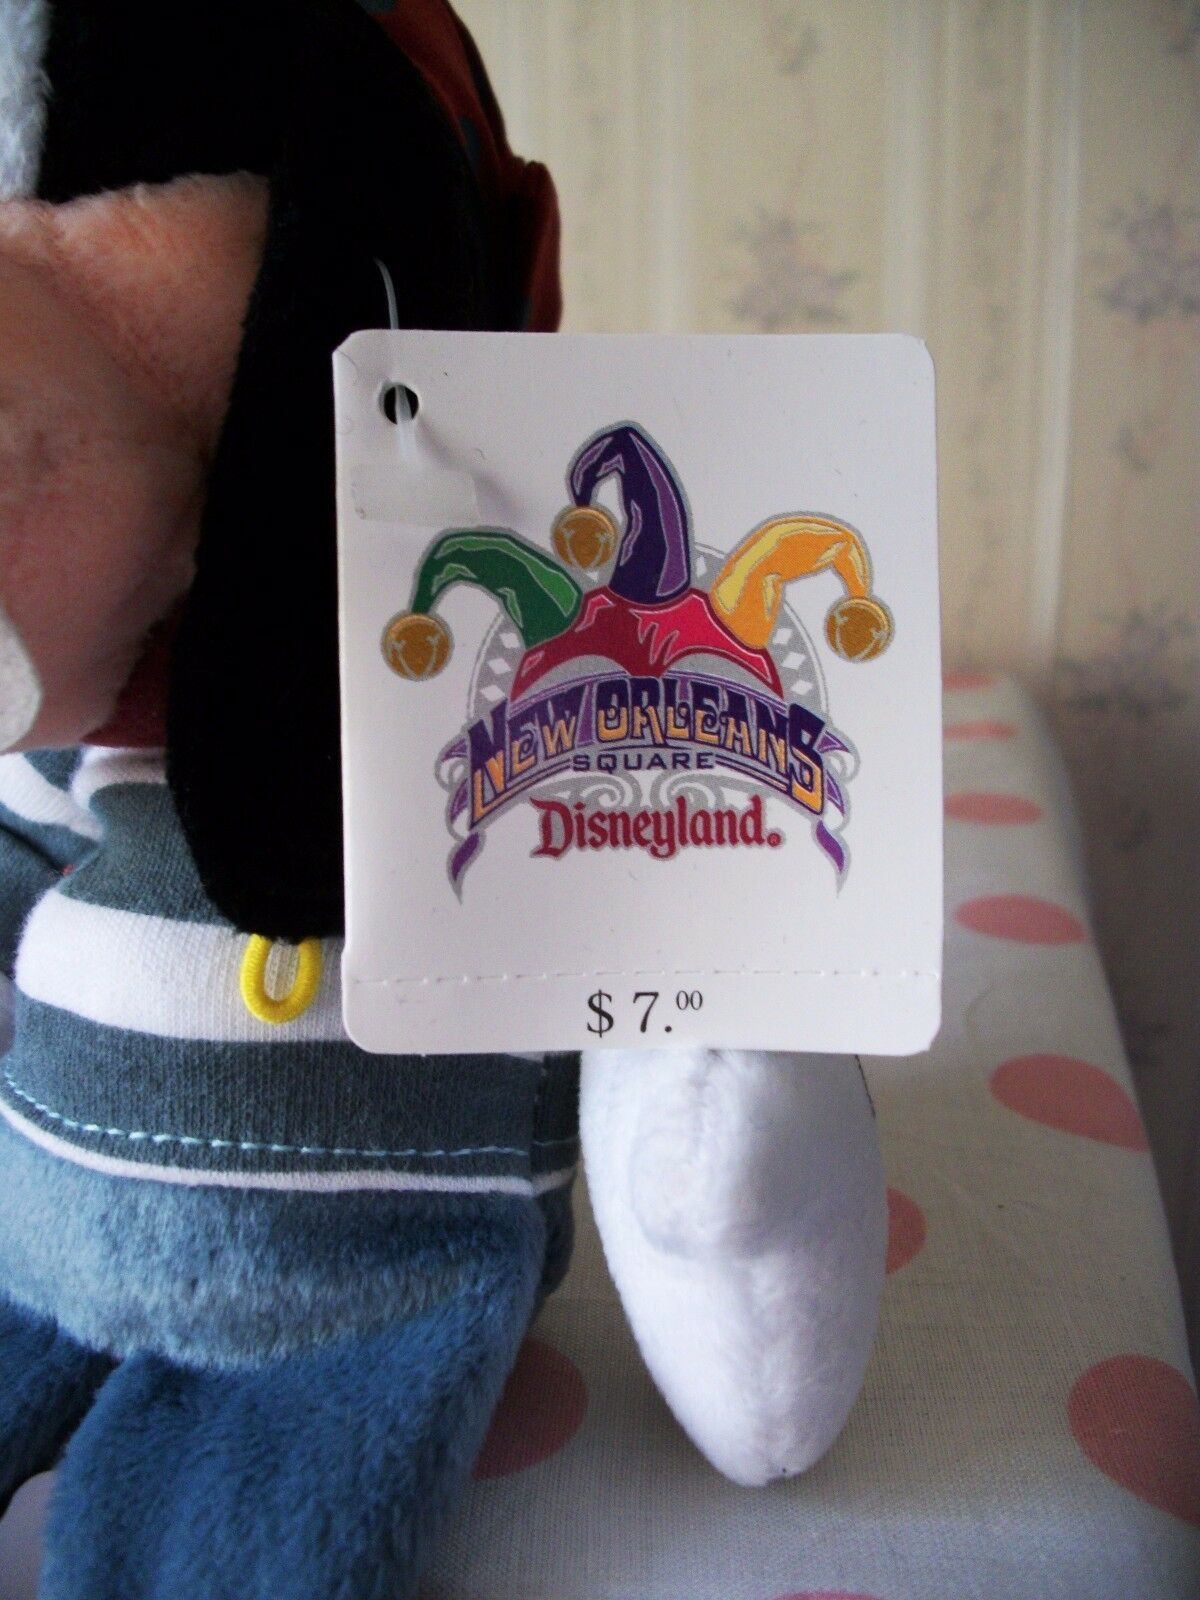 NEW ORLEANS
SQUARE
Disneyland®
$ 7.00